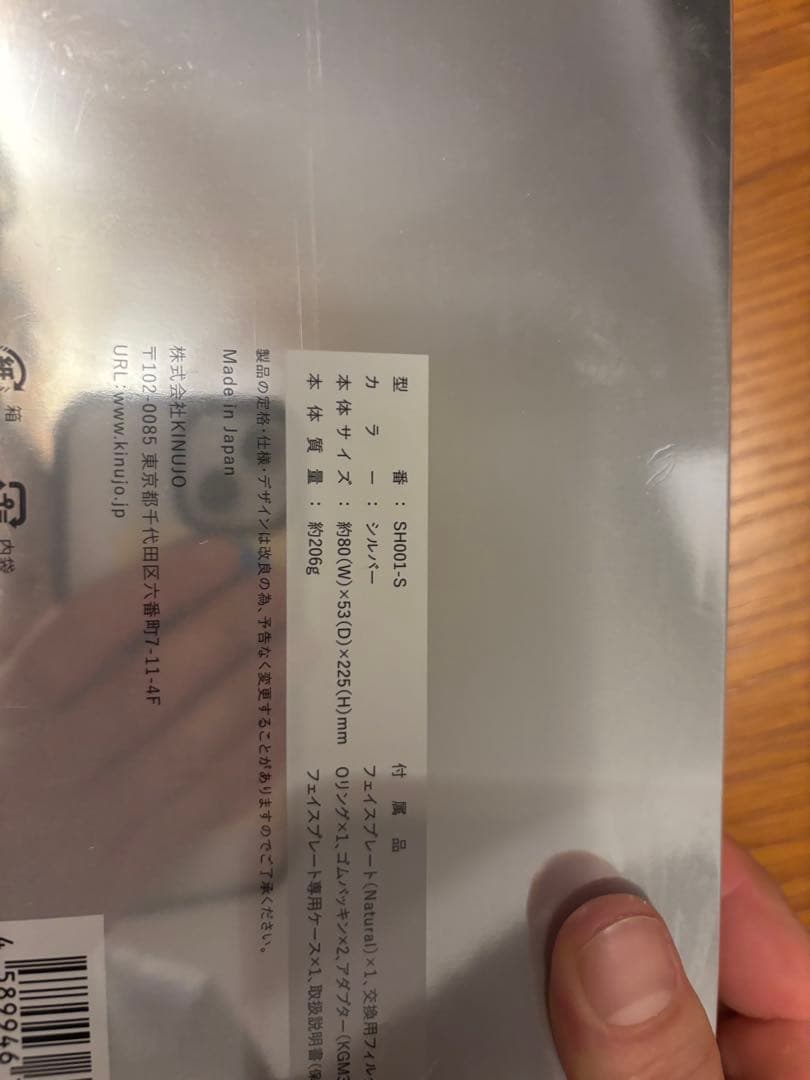 型番：SH001-S
カラー：シルバー
本体サイズ：約80(W)×53(D)×225(H)mm
本体質量：約206g
付属品
フェイスプレート(Natural)×1、交換用フィル
Oリング×1、ゴムパッキン×2、アダプター(KGM3
フェイスプレート専用ケース×1、取扱説明書(保
製品の定格・仕様・デザインは改良の為、予告なく変更することがありますのでご了承ください。
Made in Japan
株式会社KINUJO
〒102-0085 東京都千代田区六番町7-11-4F
URL:www.kinujo.jp
紙
箱
内袋
4 589946